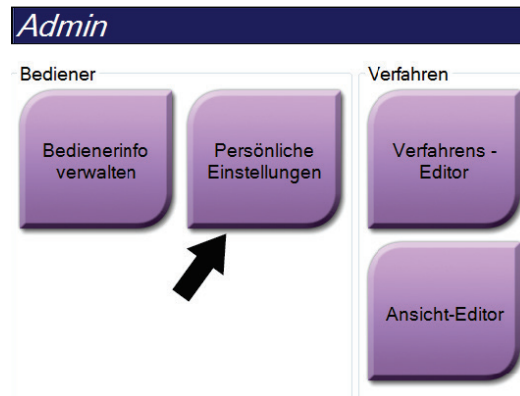 Admin
Bediener
Bedienerinfo
verwalten
Persönliche
Einstellungen
Verfahren
Verfahrens -
Editor
Ansicht-Editor